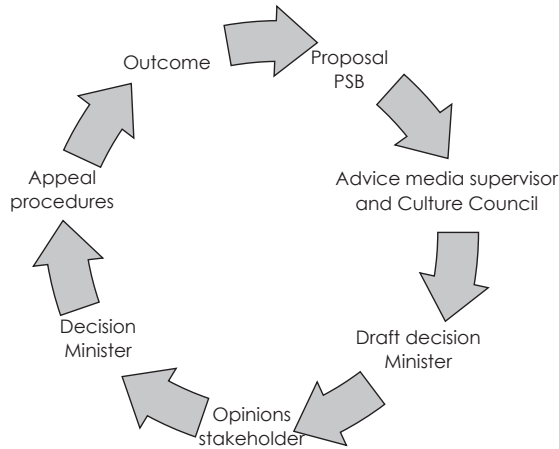 Outcome
Proposal
PSB
Advice media supervisor
and Culture Council
Draft decision
Minister
Opinions
stakeholder
Decision
Minister
Appeal
procedures